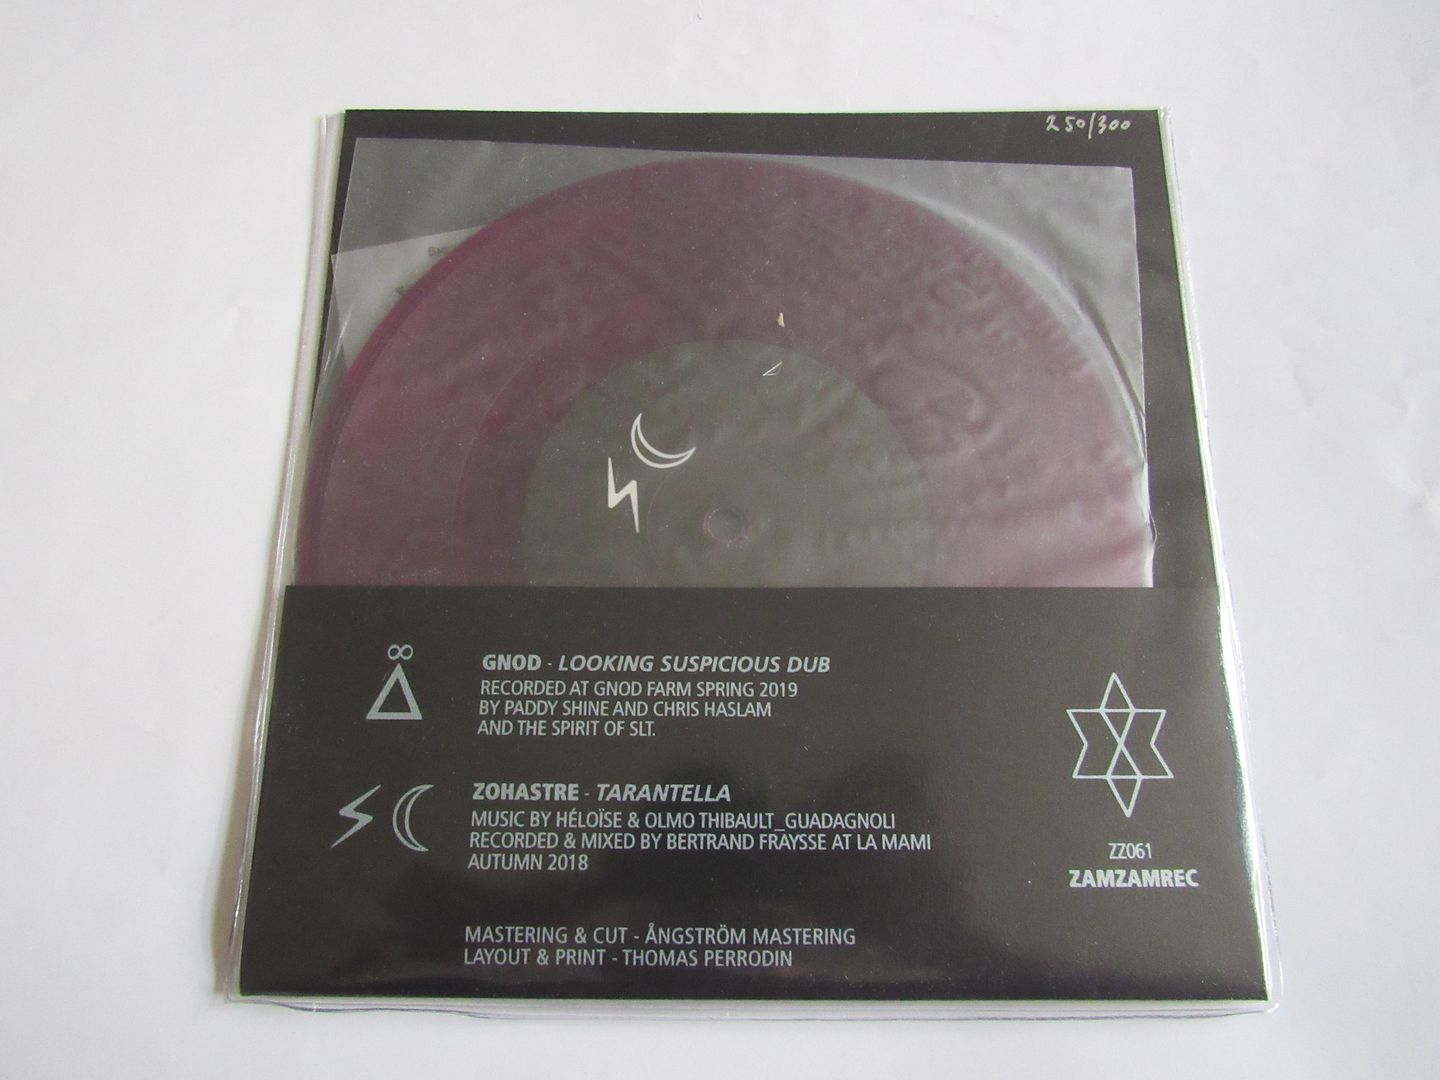 250/300
GNOD - LOOKING SUSPICIOUS DUB
RECORDED AT GNOD FARM SPRING 2019
BY PADDY SHINE AND CHRIS HASLAM
AND THE SPIRIT OF SLT.
ZOHASTRE - TARANTELLA
MUSIC BY HÉLOÏSE & OLMO THIBAULT_GUADAGNOLI
RECORDED & MIXED BY BERTRAND FRAYSSE AT LA MAMI
AUTUMN 2018
ZZ061
ZAMZAMREC
MASTERING & CUT - ÅNGSTRÖM MASTERING
LAYOUT & PRINT - THOMAS PERRODIN